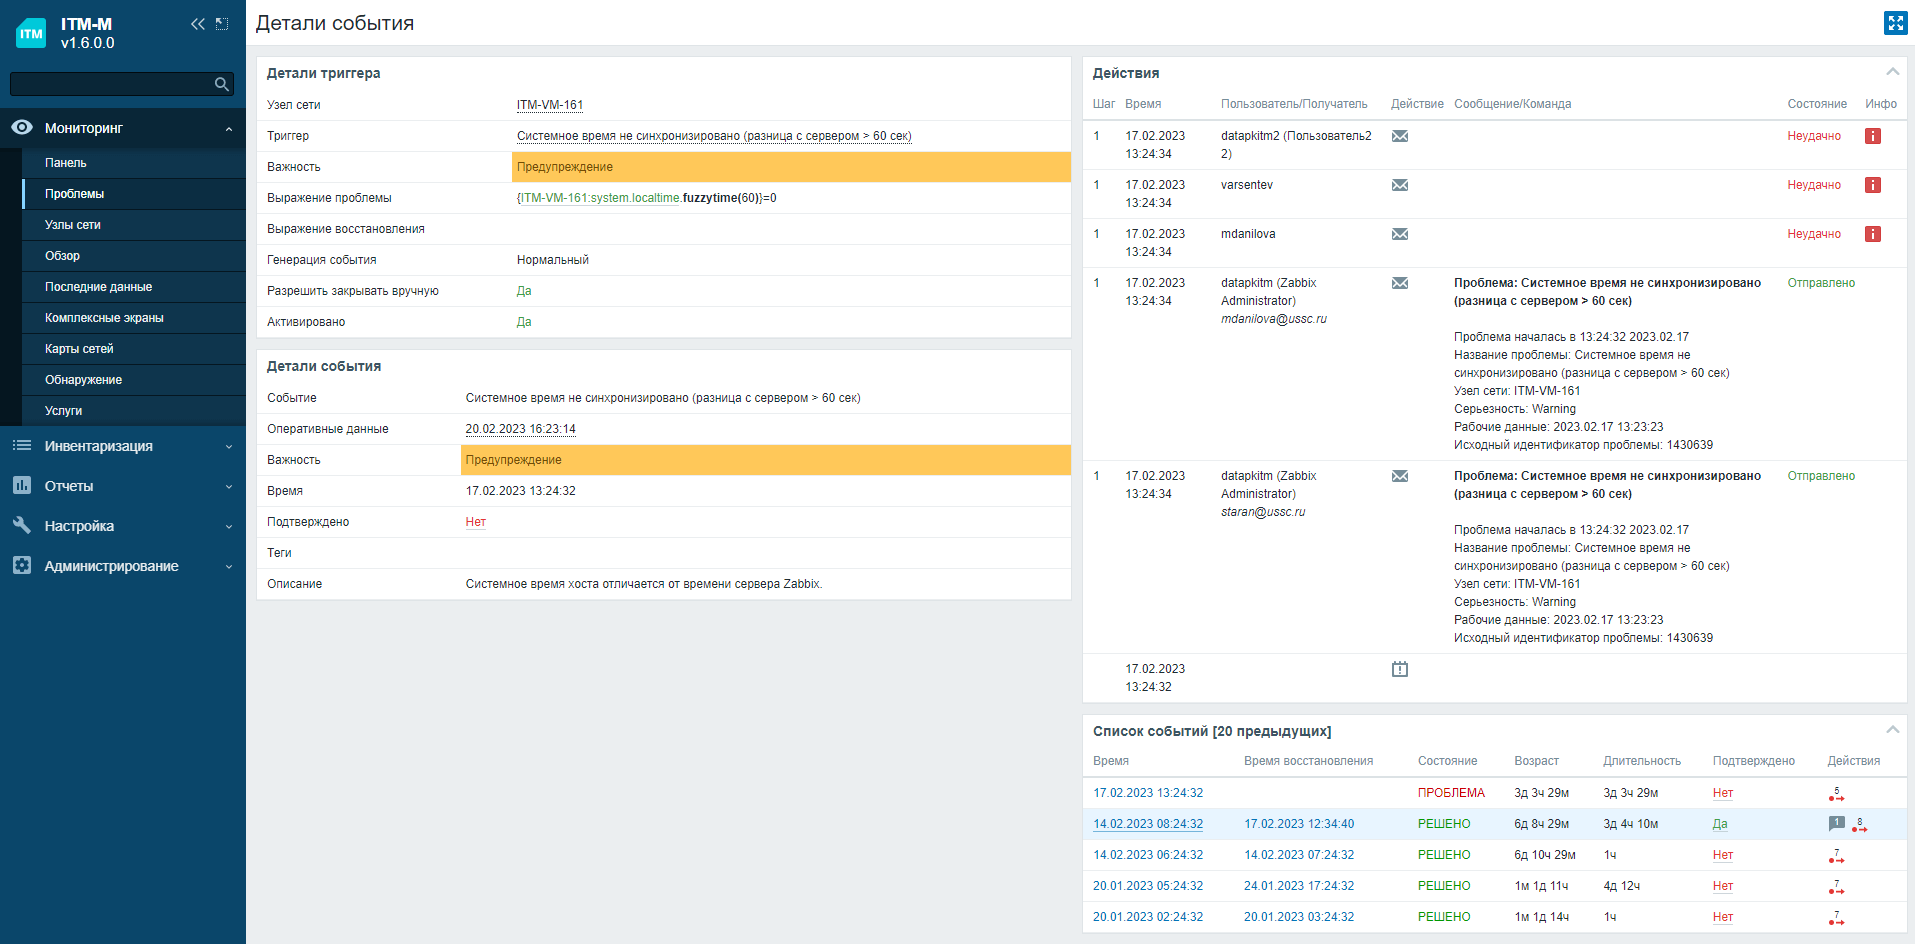 ITM
ITM-M
v1.6.0.0
Мониторинг
Панель
Проблемы
Узлы сети
Обзор
Последние данные
Комплексные экраны
Карты сетей
Обнаружение
Услуги
Инвентаризация
Отчеты
Настройка
Администрирование
Детали события
Детали триггера
Узел сети ITM-VM-161
Триггер Системное время не синхронизировано (разница с сервером > 60 сек)
Важность Предупреждение
Выражение проблемы {ITM-VM-161:system.localtime.fuzzytime(60)}=0
Выражение восстановления
Генерация события Нормальный
Разрешить закрывать вручную Да
Активировано Да
Детали события
Событие Системное время не синхронизировано (разница с сервером > 60 сек)
Оперативные данные 20.02.2023 16:23:14
Важность Предупреждение
Время 17.02.2023 13:24:32
Подтверждено Нет
Теги
Описание Системное время хоста отличается от времени сервера Zabbix.
Действия
Шаг Время Пользователь/Получатель Действие Сообщение/Команда Состояние Инфо
1 17.02.2023 datapkitm2 (Пользователь2 Неудачно i
13:24:34 2)
1 17.02.2023 varsentev Неудачно i
13:24:34
1 17.02.2023 mdanilova Неудачно i
13:24:34
1 17.02.2023 datapkitm (Zabbix Проблема: Системное время не синхронизировано Отправлено
13:24:34 Administrator) (разница с сервером > 60 сек)
mdanilova@ussc.ru
Проблема началась в 13:24:32 2023.02.17
Название проблемы: Системное время не
синхронизировано (разница с сервером > 60 сек)
Узел сети: ITM-VM-161
Серьезность: Warning
Рабочие данные: 2023.02.17 13:23:23
Исходный идентификатор проблемы: 1430639
1 17.02.2023 datapkitm (Zabbix Проблема: Системное время не синхронизировано Отправлено
13:24:34 Administrator) (разница с сервером > 60 сек)
staran@ussc.ru
Проблема началась в 13:24:32 2023.02.17
Название проблемы: Системное время не
синхронизировано (разница с сервером > 60 сек)
Узел сети: ITM-VM-161
Серьезность: Warning
Рабочие данные: 2023.02.17 13:23:23
Исходный идентификатор проблемы: 1430639
17.02.2023
13:24:32
Список событий [20 предыдущих]
Время Время восстановления Состояние Возраст Длительность Подтверждено Действия
17.02.2023 13:24:32 ПРОБЛЕМА 3д 3ч 29м 3д 3ч 29м Нет 6
14.02.2023 08:24:32 17.02.2023 12:34:40 РЕШЕНО 6д 8ч 29м 3д 4ч 10м Да 1 8
14.02.2023 06:24:32 14.02.2023 07:24:32 РЕШЕНО 6д 10ч 29м 1ч Нет 7
20.01.2023 05:24:32 24.01.2023 17:24:32 РЕШЕНО 1м 1д 11ч 4д 12ч Нет 7
20.01.2023 02:24:32 20.01.2023 03:24:32 РЕШЕНО 1м 1д 14ч 1ч Нет 7